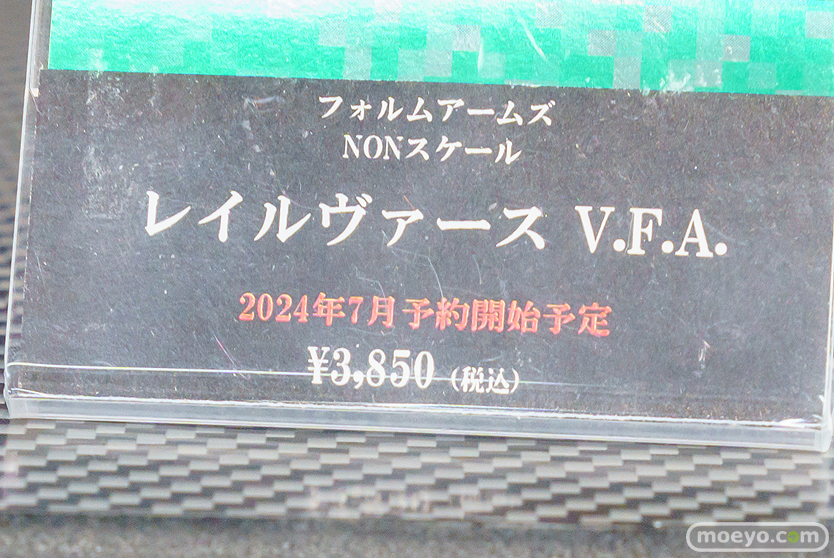 フォルムアームズ
NONスケール
レイルヴァース V.F.A.
2024年7月予約開始予定
¥3,850 (税込)
moeyo.com